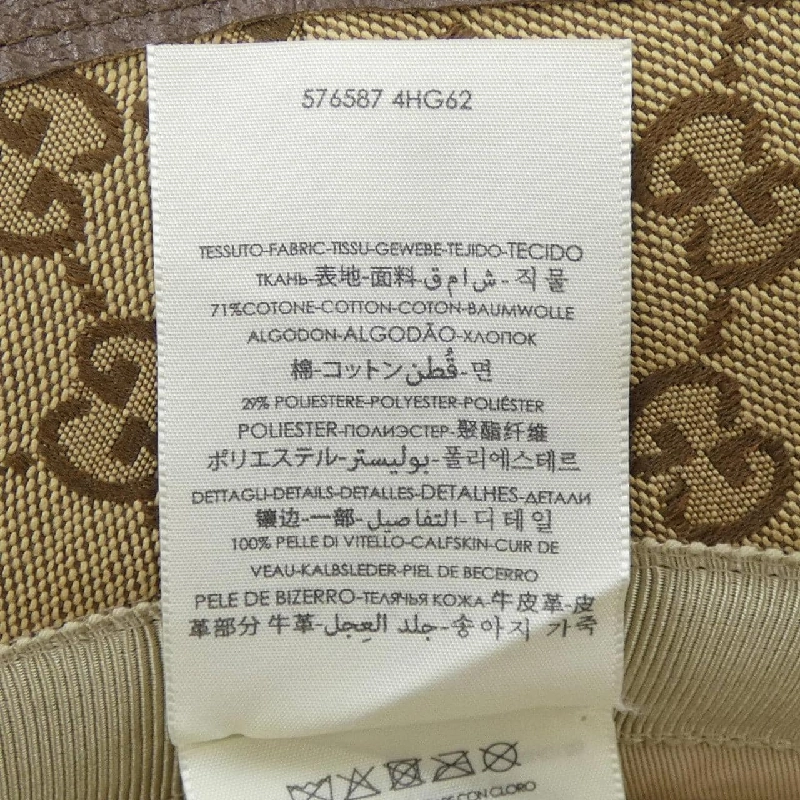 576587 4HG62
TESSUTO-FABRIC-TISSU-GEWEBE-TEJIDO-TECIDO
ТКАНЬ-表地-面料-شامق-직물
71%COTONE-COTTON-COTON-BAUMWOLLE
ALGODON-ALGODÃO-ХЛОПОК
棉-コットン-قُطن-면
29% POLIESTERE-POLYESTER-POLIÉSTER
POLIESTER-ПОЛИЭСТЕР-聚酯纤维
ポリエステル-بوليستر-폴리에스테르
DETTAGLI-DETAILS-DETALLES-DETALHES-ДЕТАЛИ
镶边-一部-التفاصيل-디테일
100% PELLE DI VITELLO-CALFSKIN-CUIR DE
VEAU-KALBSLEDER-PIEL DE BECERRO
PELE DE BIZERRO-ТЕЛЯЧЬЯ КОЖА-牛皮革-皮
革部分 牛革-جلد العِجل-송아지 가죽
CON CLORO